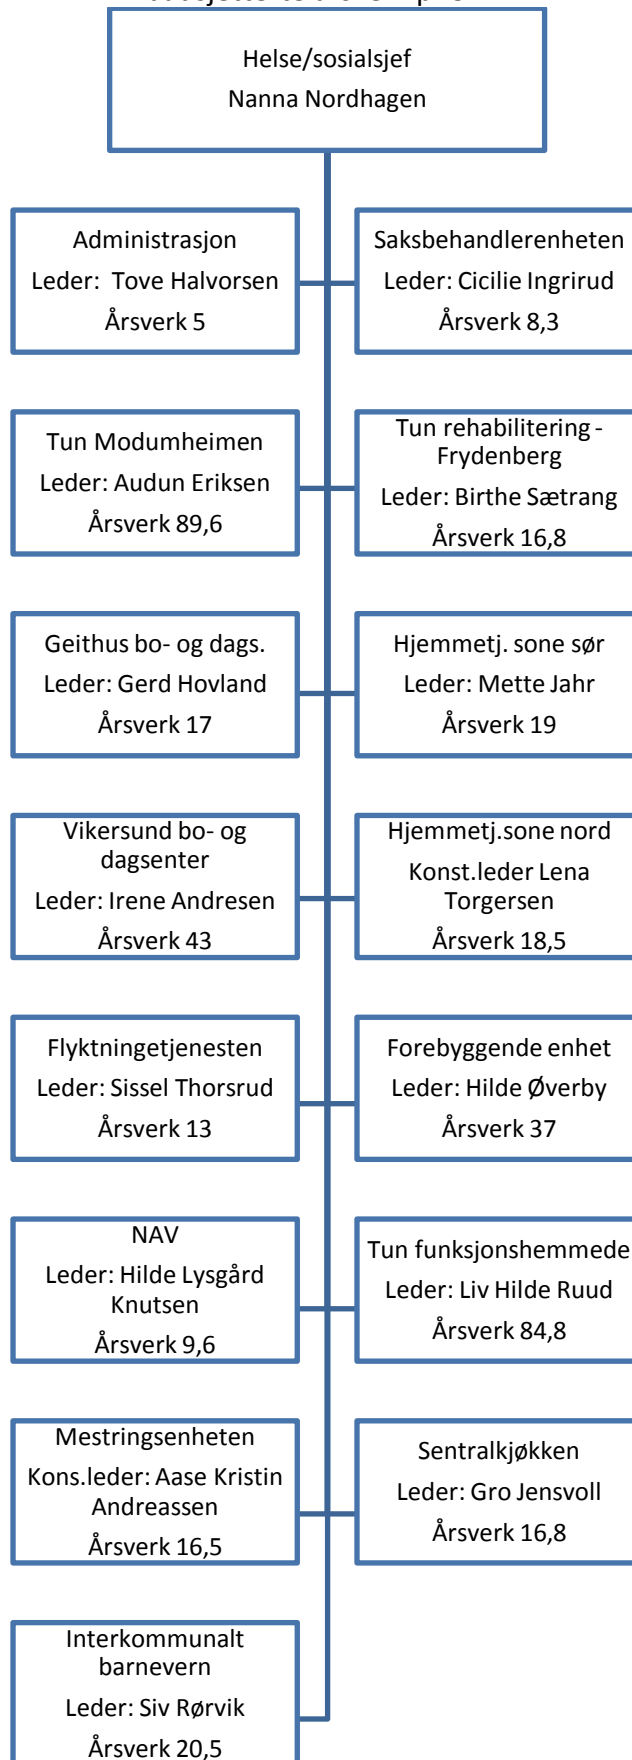 Helse/sosialsjef
Nanna Nordhagen
Administrasjon
Leder:  Tove Halvorsen
Årsverk 5
Saksbehandlerenheten
Leder: Cicilie Ingrirud
Årsverk 8,3
Tun Modumheimen
Leder: Audun Eriksen
Årsverk 89,6
Tun rehabilitering -
Frydenberg
Leder: Birthe Sætrang
Årsverk 16,8
Geithus bo- og dags.
Leder: Gerd Hovland
Årsverk 17
Hjemmetj. sone sør
Leder: Mette Jahr
Årsverk 19
Vikersund bo- og
dagsenter
Leder: Irene Andresen
Årsverk 43
Hjemmetj.sone nord
Konst.leder Lena
Torgersen
Årsverk 18,5
Flyktningetjenesten
Leder: Sissel Thorsrud
Årsverk 13
Forebyggende enhet
Leder: Hilde Øverby
Årsverk 37
NAV
Leder: Hilde Lysgård
Knutsen
Årsverk 9,6
Tun funksjonshemmede
Leder: Liv Hilde Ruud
Årsverk 84,8
Mestringsenheten
Kons.leder: Aase Kristin
Andreassen
Årsverk 16,5
Sentralkjøkken
Leder: Gro Jensvoll
Årsverk 16,8
Interkommunalt
barnevern
Leder: Siv Rørvik
Årsverk 20,5